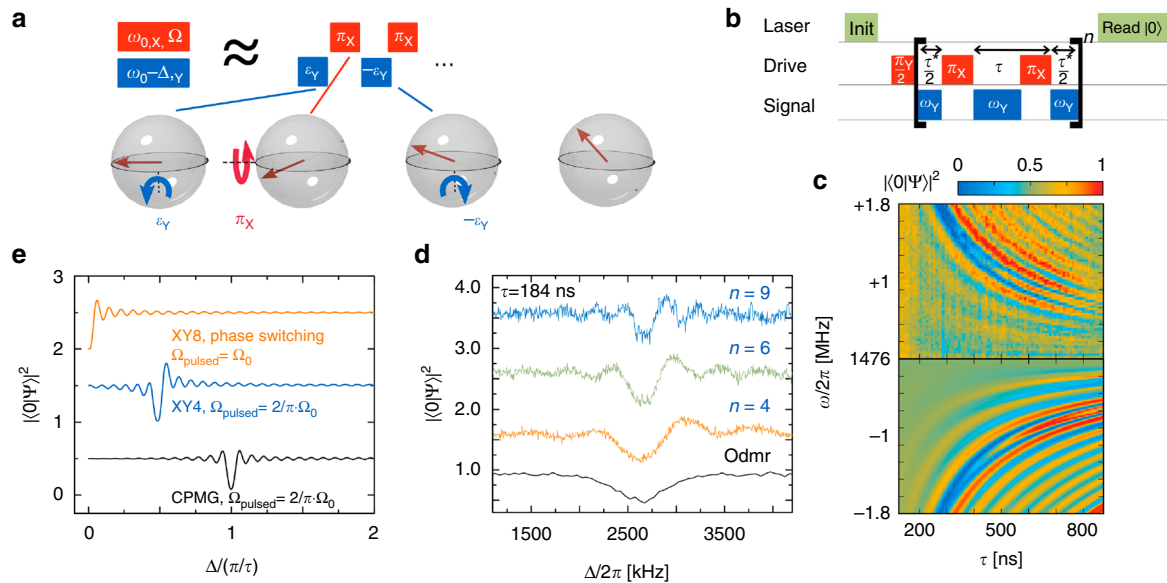 a
ω0,X, Ω
ω0–Δ,Y
≈
πX
πX
εY
–εY
...
εY
πX
–εY
b
Laser
Init
Read |0⟩
n
Drive
πY/2
τ*/2
πX
τ
πX
τ*/2
Signal
ωY
ωY
ωY
c
|⟨0|Ψ⟩|²
0
0.5
1
+1.8
+1
1476
–1
–1.8
ω/2π [MHz]
200
500
800
τ [ns]
e
3
2
1
0
|⟨0|Ψ⟩|²
XY8, phase switching
Ωpulsed= Ω0
XY4, Ωpulsed= 2/π·Ω0
CPMG, Ωpulsed= 2/π·Ω0
0
1
2
Δ/(π/τ)
d
4.0
3.0
2.0
1.0
|⟨0|Ψ⟩|²
τ=184 ns
n = 9
n = 6
n = 4
Odmr
1500
2500
3500
Δ/2π [kHz]